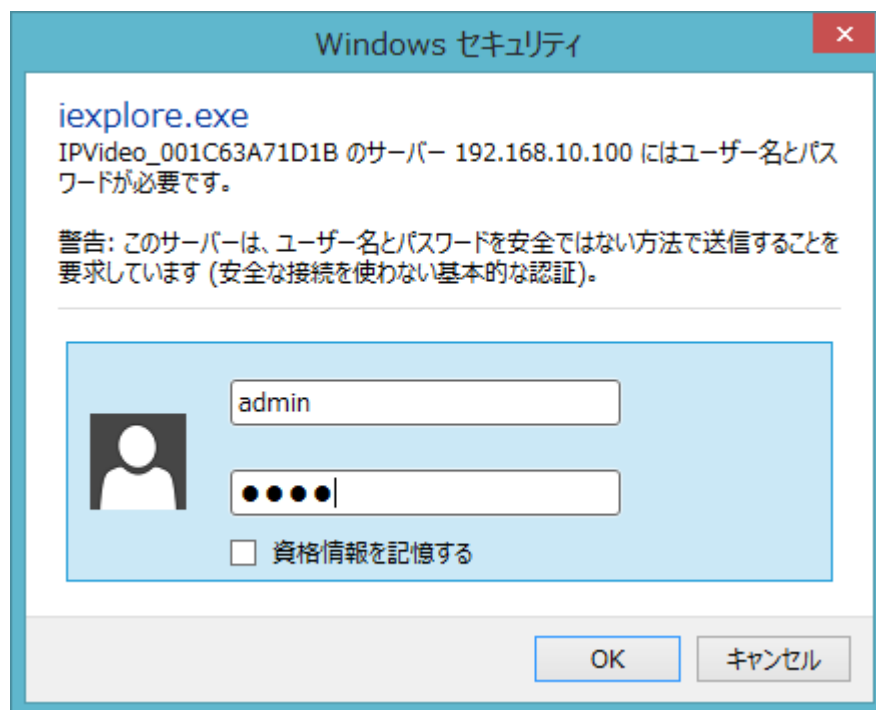 Windows セキュリティ
iexplore.exe
IPVideo_001C63A71D1B のサーバー 192.168.10.100 にはユーザー名とパス
ワードが必要です。
警告: このサーバーは、ユーザー名とパスワードを安全ではない方法で送信することを
要求しています (安全な接続を使わない基本的な認証)。
admin
●●●●
資格情報を記憶する
OK
キャンセル